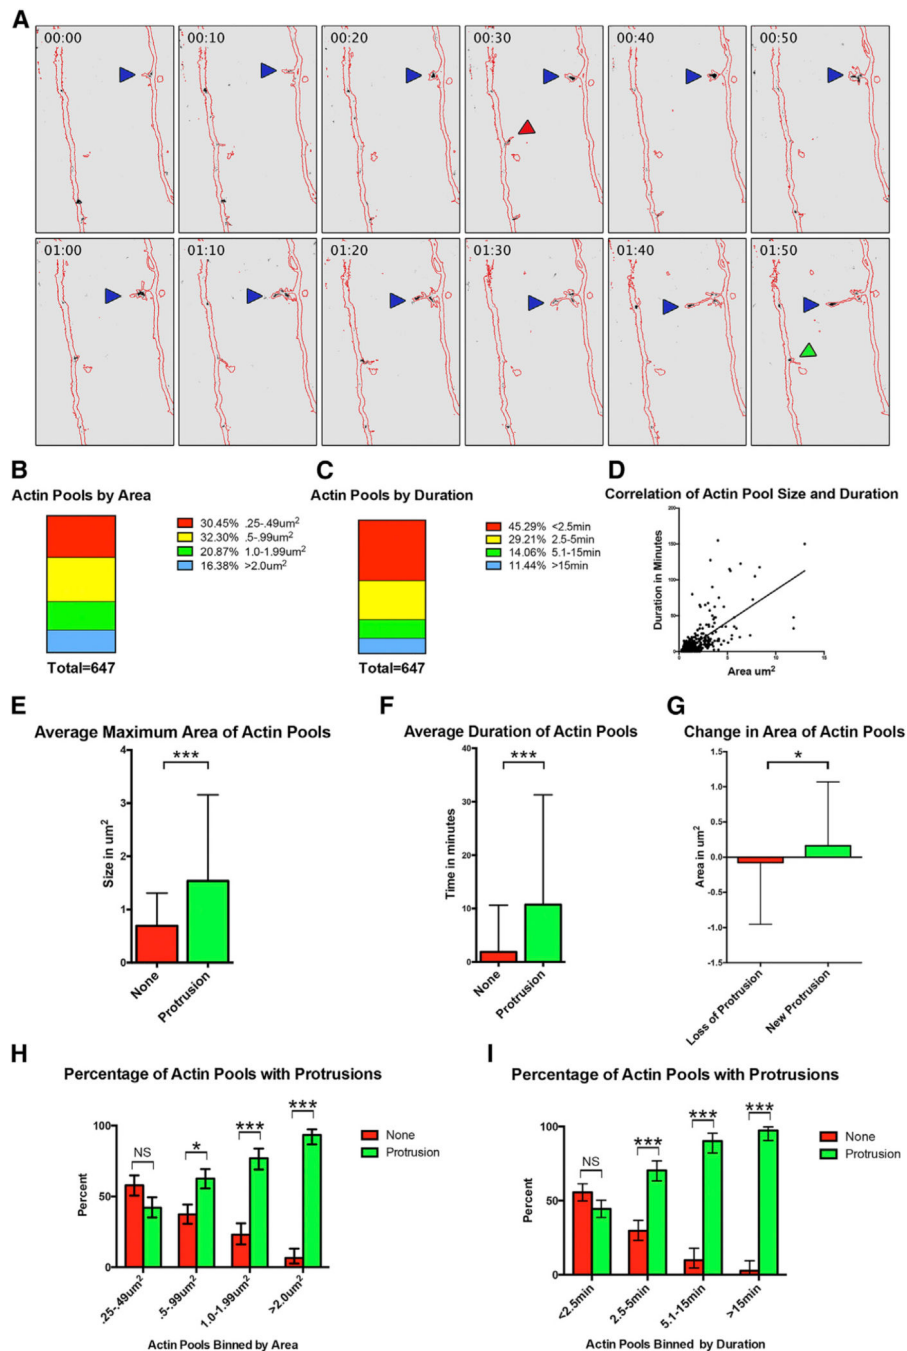 A
00:00 00:10 00:20 00:30 00:40 00:50
01:00 01:10 01:20 01:30 01:40 01:50
B
Actin Pools by Area
30.45% .25-.49um²
32.30% .5-.99um²
20.87% 1.0-1.99um²
16.38% >2.0um²
Total=647
C
Actin Pools by Duration
45.29% <2.5min
29.21% 2.5-5min
14.06% 5.1-15min
11.44% >15min
Total=647
D
Correlation of Actin Pool Size and Duration
Duration in Minutes
200
150
100
50
0
0 5 10 15
Area um²
E
Average Maximum Area of Actin Pools
***
Size in um²
4
3
2
1
0
None
Protrusion
F
Average Duration of Actin Pools
***
Time in minutes
40
30
20
10
0
None
Protrusion
G
Change in Area of Actin Pools
*
Area in um²
1.5
1.0
0.5
0.0
-0.5
-1.0
-1.5
Loss of Protrusion
New Protrusion
H
Percentage of Actin Pools with Protrusions
NS * *** ***
None
Protrusion
Percent
100
50
0
.25-.49um²
.5-.99um²
1.0-1.99um²
>2.0um²
Actin Pools Binned by Area
I
Percentage of Actin Pools with Protrusions
NS *** *** ***
None
Protrusion
Percent
100
50
0
<2.5min
2.5-5min
5.1-15min
>15min
Actin Pools Binned by Duration